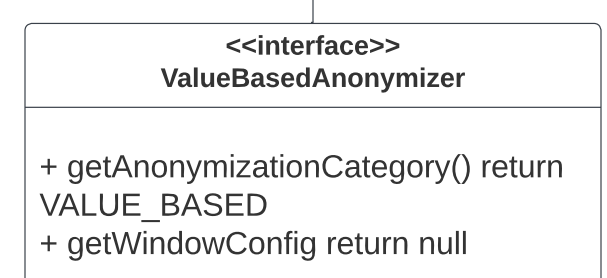 <<interface>>
ValueBasedAnonymizer
+ getAnonymizationCategory() return
VALUE_BASED
+ getWindowConfig return null